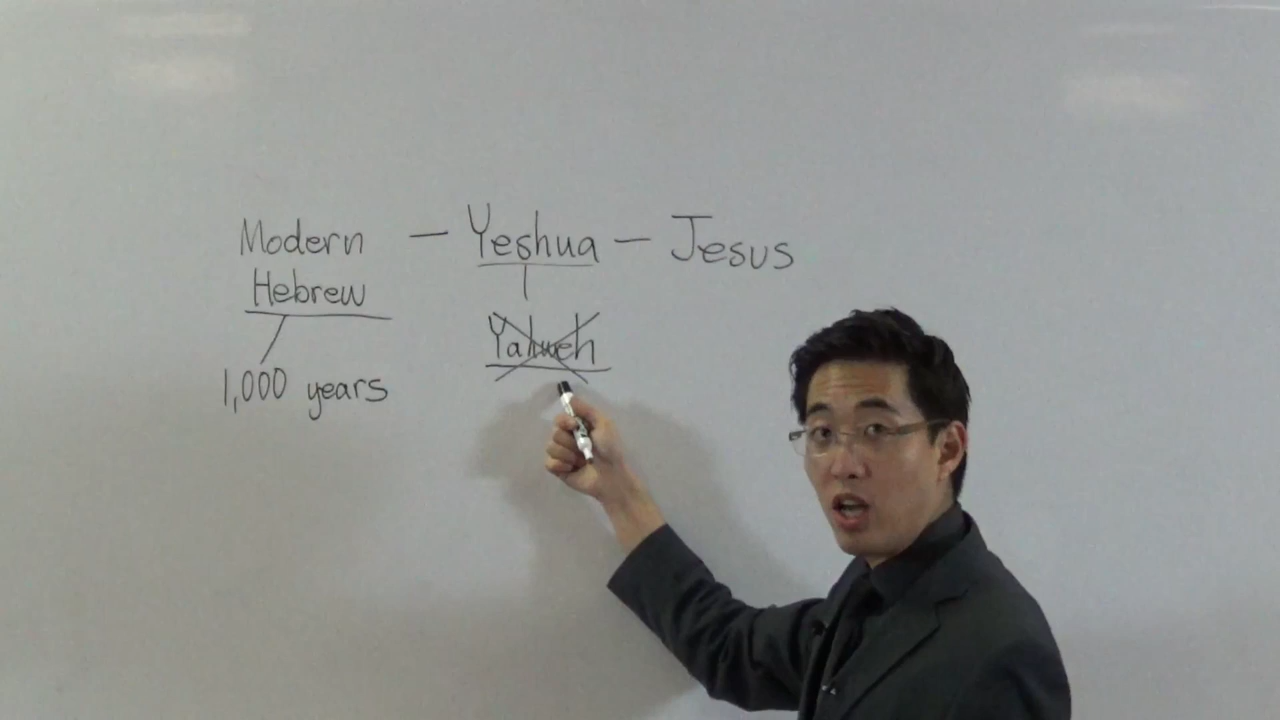 Modern — Yeshua — Jesus
Hebrew
Yahweh
1,000 years